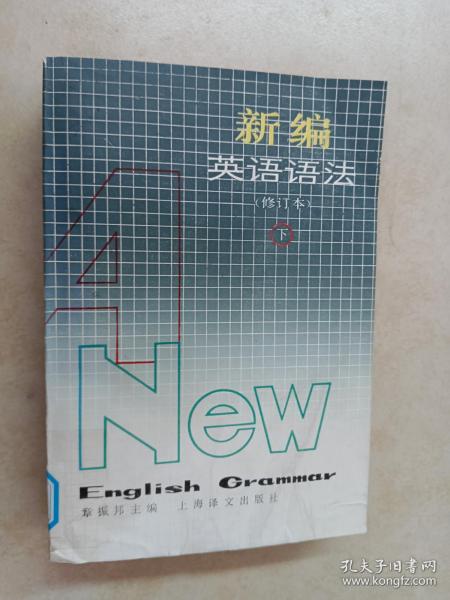 新编
英语语法
(修订本)
下
A
New
English Grammar
章振邦主编 上海译文出版社
孔夫子旧书网
www.kongfz.com